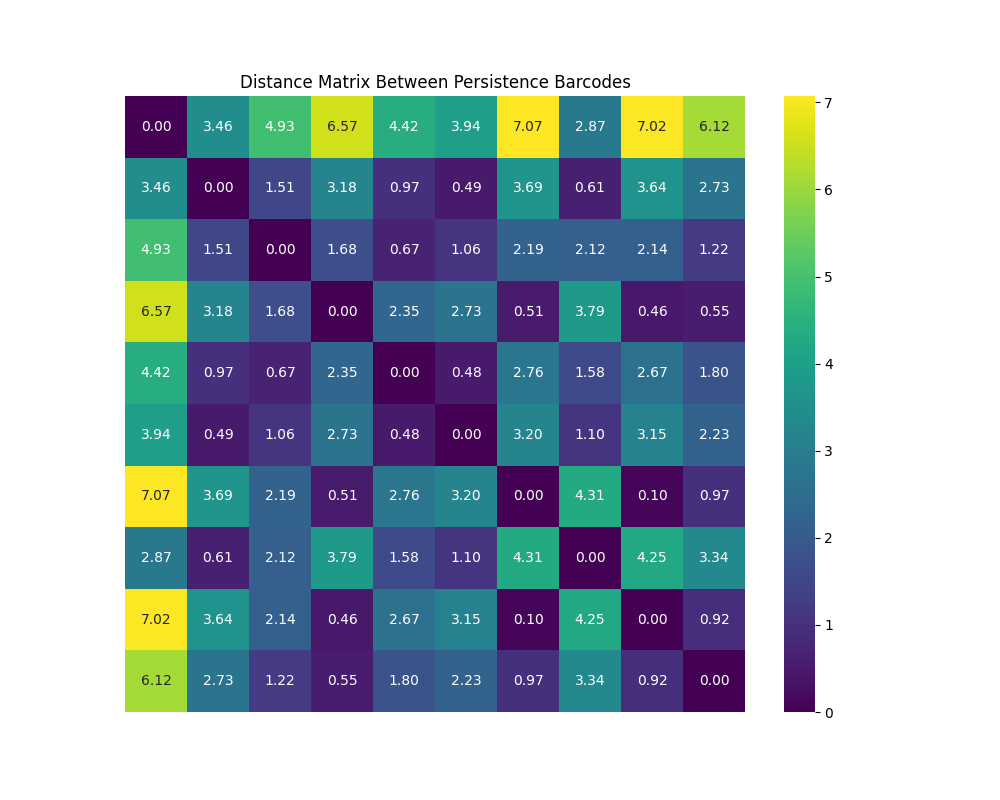 Distance Matrix Between Persistence Barcodes
0.00 3.46 4.93 6.57 4.42 3.94 7.07 2.87 7.02 6.12
3.46 0.00 1.51 3.18 0.97 0.49 3.69 0.61 3.64 2.73
4.93 1.51 0.00 1.68 0.67 1.06 2.19 2.12 2.14 1.22
6.57 3.18 1.68 0.00 2.35 2.73 0.51 3.79 0.46 0.55
4.42 0.97 0.67 2.35 0.00 0.48 2.76 1.58 2.67 1.80
3.94 0.49 1.06 2.73 0.48 0.00 3.20 1.10 3.15 2.23
7.07 3.69 2.19 0.51 2.76 3.20 0.00 4.31 0.10 0.97
2.87 0.61 2.12 3.79 1.58 1.10 4.31 0.00 4.25 3.34
7.02 3.64 2.14 0.46 2.67 3.15 0.10 4.25 0.00 0.92
6.12 2.73 1.22 0.55 1.80 2.23 0.97 3.34 0.92 0.00
7
6
5
4
3
2
1
0